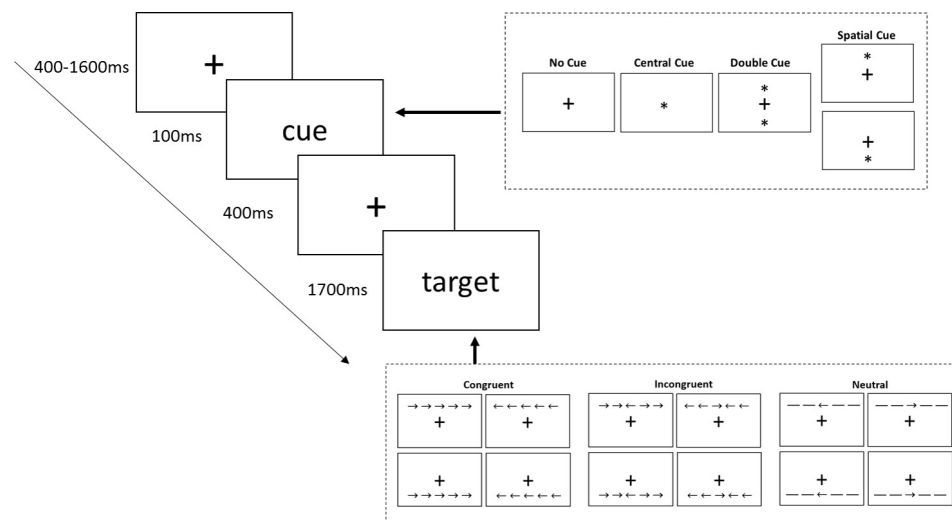 400-1600ms
100ms
cue
400ms
1700ms
target
No Cue
Central Cue
Double Cue
Spatial Cue
Congruent
Incongruent
Neutral